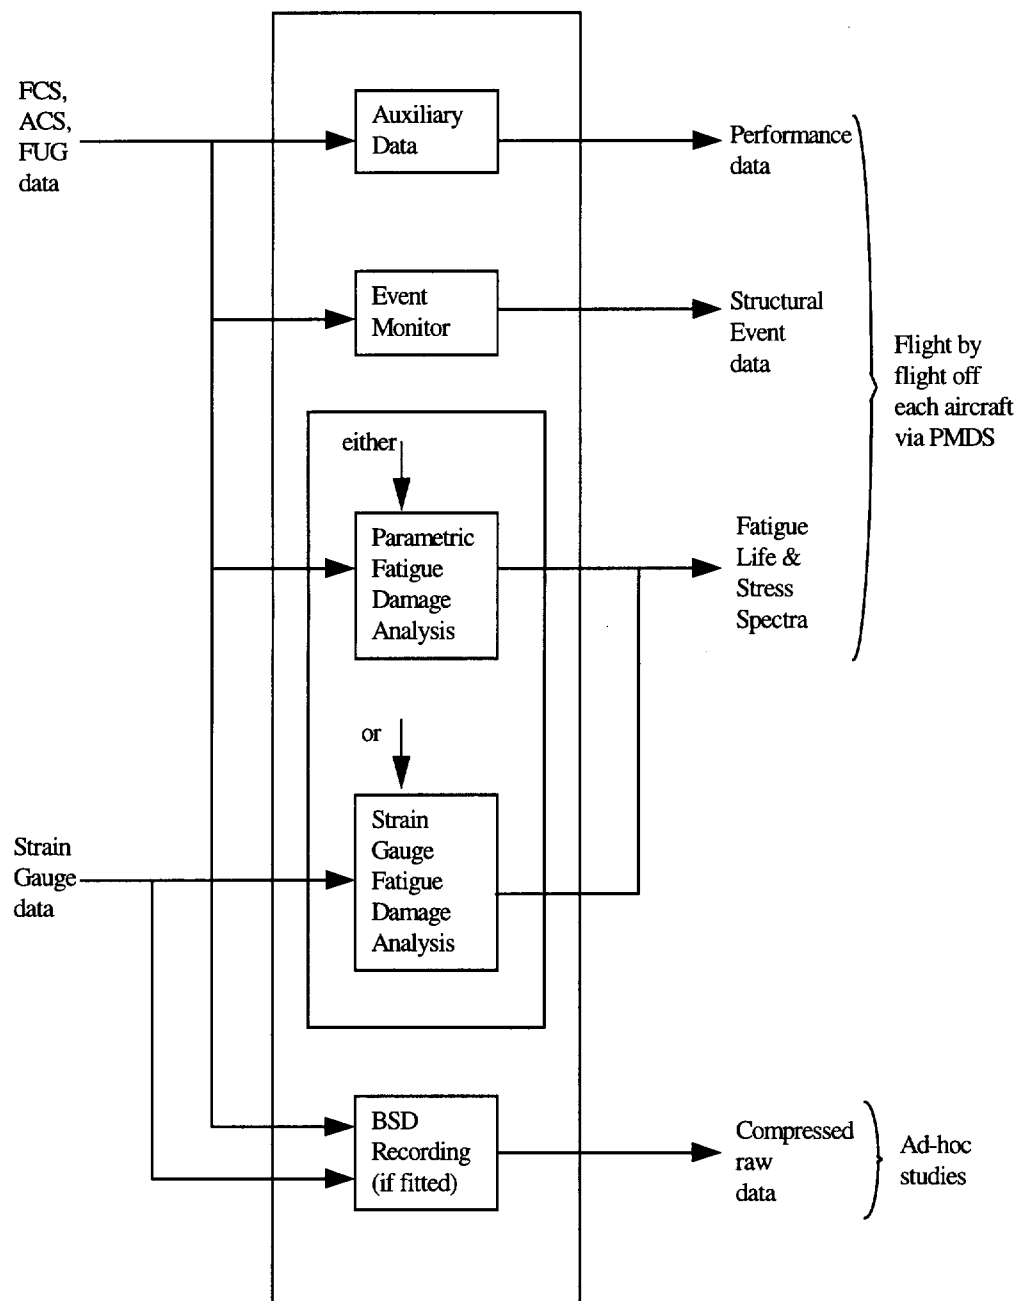 FCS,
ACS,
FUG
data
Auxiliary
Data
Performance
data
Event
Monitor
Structural
Event
data
Flight by
flight off
each aircraft
via PMDS
either
Parametric
Fatigue
Damage
Analysis
Fatigue
Life &
Stress
Spectra
or
Strain
Gauge
data
Strain
Gauge
Fatigue
Damage
Analysis
BSD
Recording
(if fitted)
Compressed
raw
data
Ad-hoc
studies